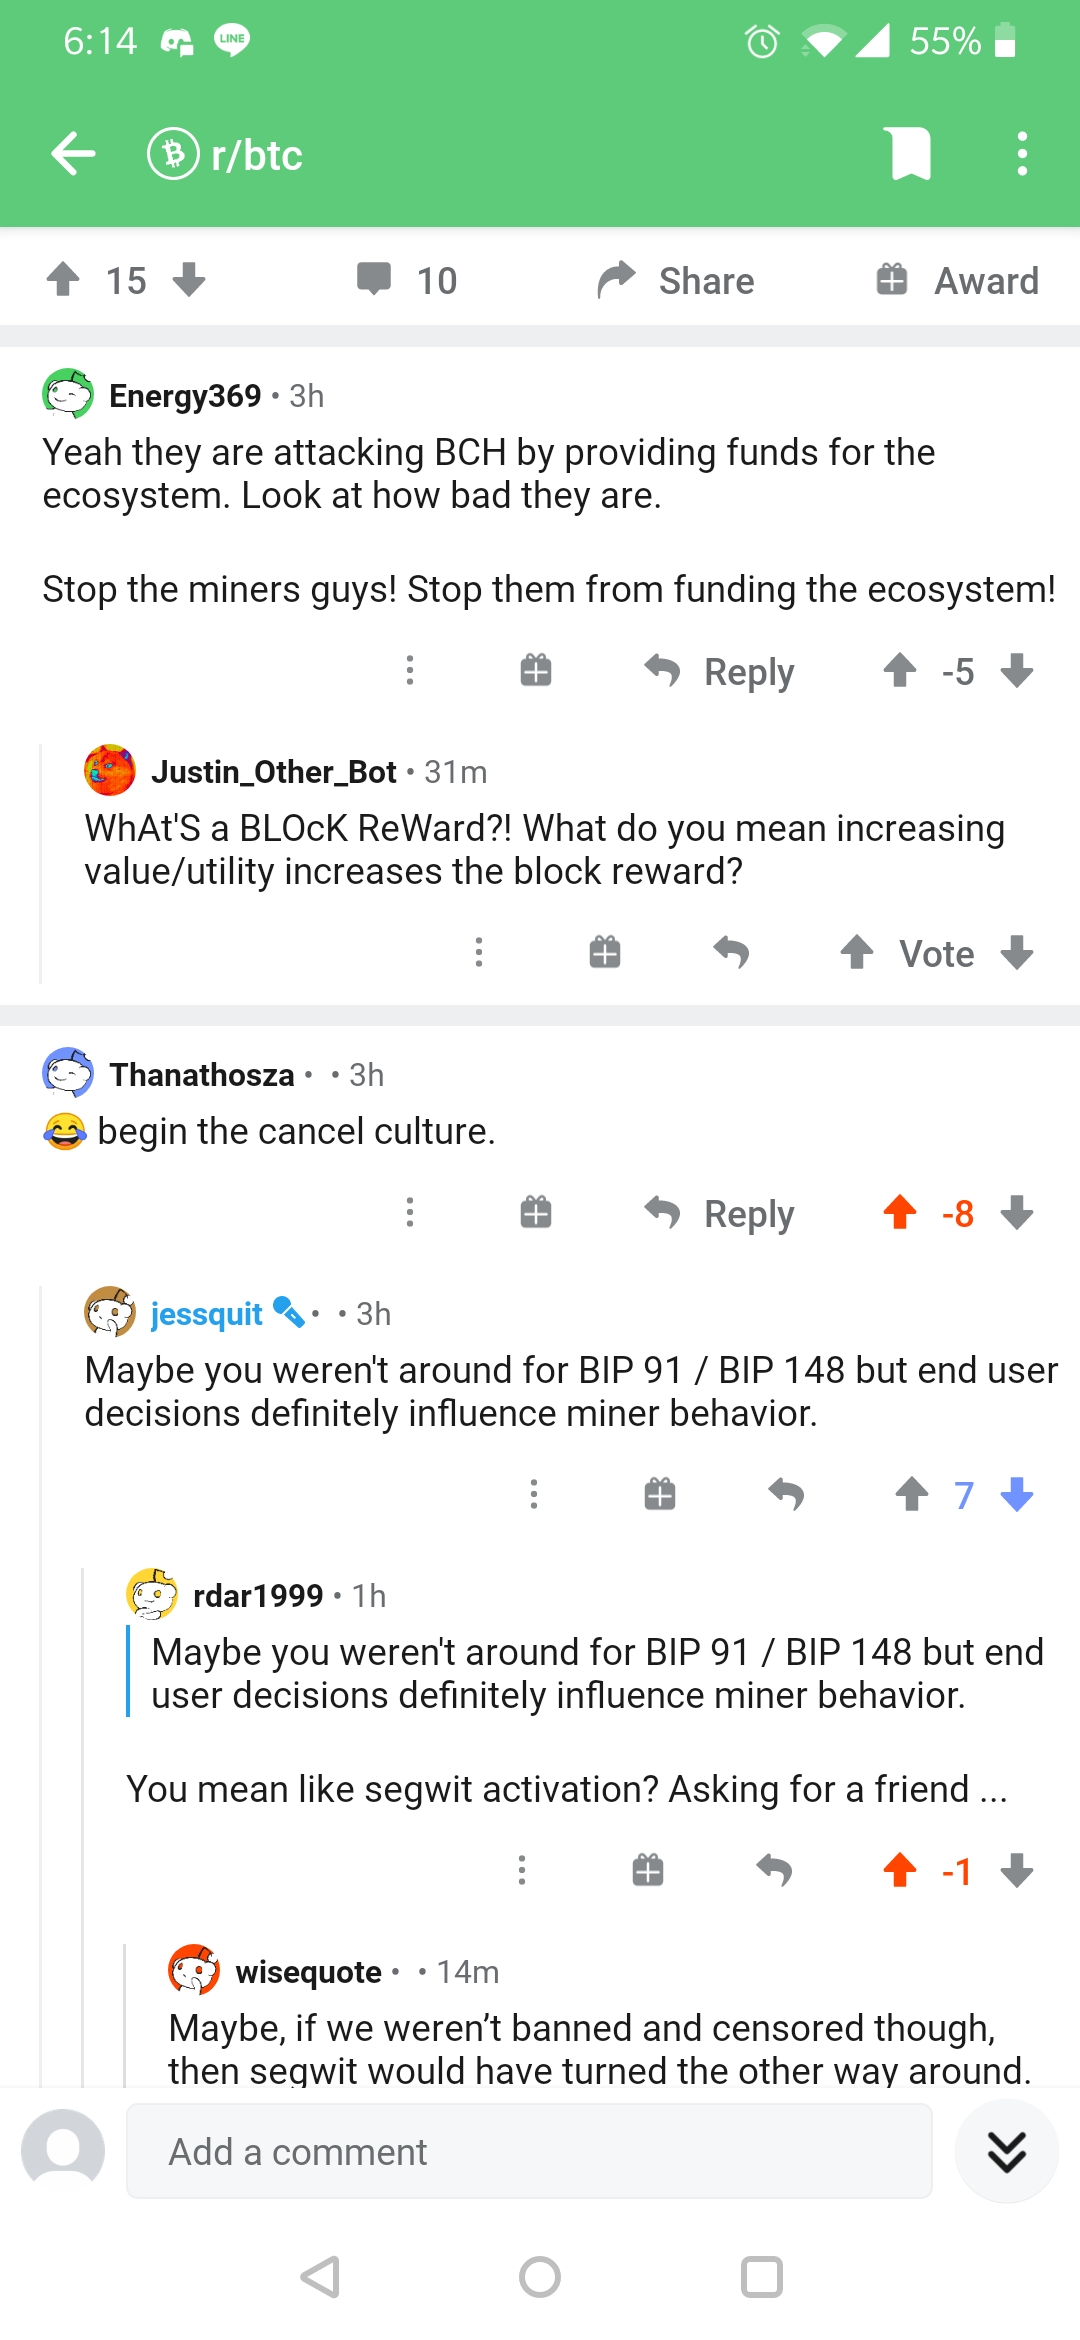 6:14 LINE 55%
r/btc
15 10 Share Award
Energy369 • 3h
Yeah they are attacking BCH by providing funds for the
ecosystem. Look at how bad they are.
Stop the miners guys! Stop them from funding the ecosystem!
Reply -5
Justin_Other_Bot • 31m
WhAt'S a BLOcK ReWard?! What do you mean increasing
value/utility increases the block reward?
Vote
Thanathosza • • 3h
😂 begin the cancel culture.
Reply -8
jessquit • • 3h
Maybe you weren't around for BIP 91 / BIP 148 but end user
decisions definitely influence miner behavior.
7
rdar1999 • 1h
Maybe you weren't around for BIP 91 / BIP 148 but end
user decisions definitely influence miner behavior.
You mean like segwit activation? Asking for a friend ...
-1
wisequote • • 14m
Maybe, if we weren’t banned and censored though,
then segwit would have turned the other way around.
Add a comment